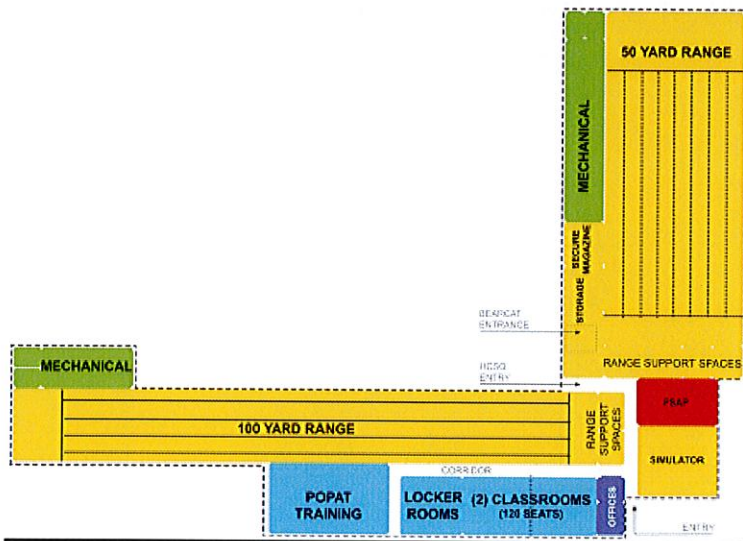 50 YARD RANGE
MECHANICAL
SECURE
MAGAZINE
STORAGE
BEARCAT
ENTRANCE
RANGE SUPPORT SPACES
ENTRY
MECHANICAL
PSAP
100 YARD RANGE
RANGE
SUPPORT
SPACES
SIMULATOR
CORRIDOR
POPAT
TRAINING
LOCKER
ROOMS
(2) CLASSROOMS
(120 SEATS)
OFFICES
ENTRY